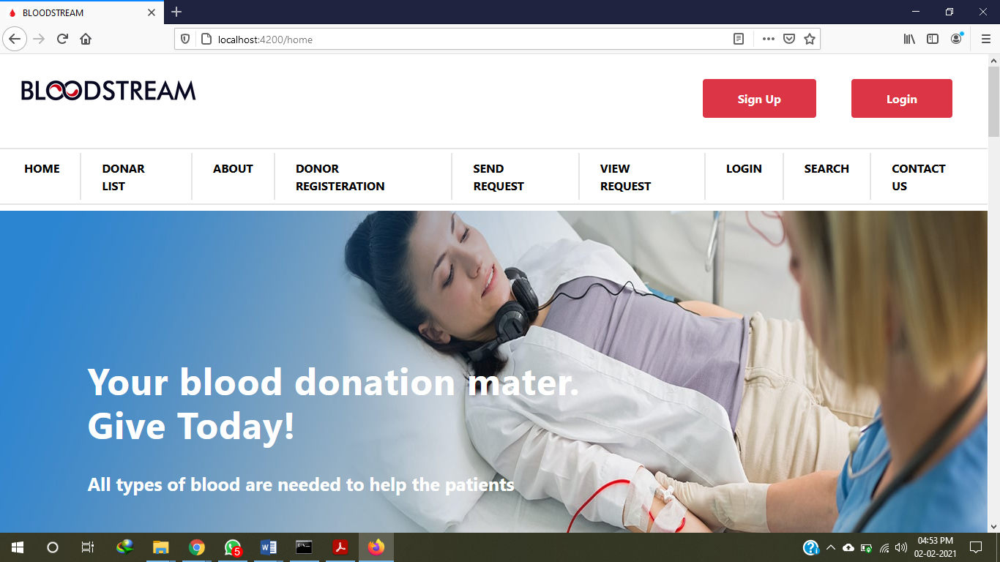 BLOODSTREAM
localhost:4200/home
BLOODSTREAM
Sign Up
Login
HOME
DONAR
LIST
ABOUT
DONOR
REGISTERATION
SEND
REQUEST
VIEW
REQUEST
LOGIN
SEARCH
CONTACT
US
Your blood donation mater.
Give Today!
All types of blood are needed to help the patients
5
04:53 PM
02-02-2021